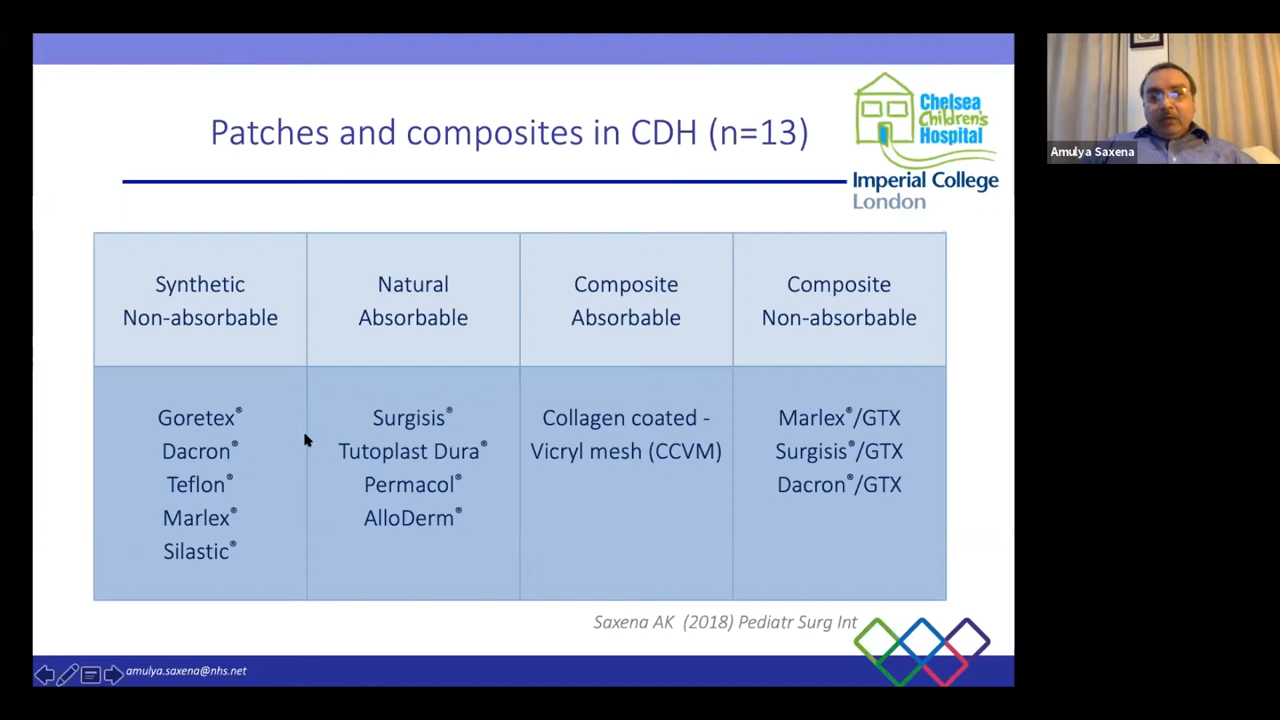 Patches and composites in CDH (n=13)
Chelsea
Children's
Hospital
Imperial College
London
Amulya Saxena
Synthetic
Non-absorbable
Natural
Absorbable
Composite
Absorbable
Composite
Non-absorbable
Goretex®
Dacron®
Teflon®
Marlex®
Silastic®
Surgisis®
Tutoplast Dura®
Permacol®
AlloDerm®
Collagen coated -
Vicryl mesh (CCVM)
Marlex®/GTX
Surgisis®/GTX
Dacron®/GTX
Saxena AK (2018) Pediatr Surg Int
amulya.saxena@nhs.net